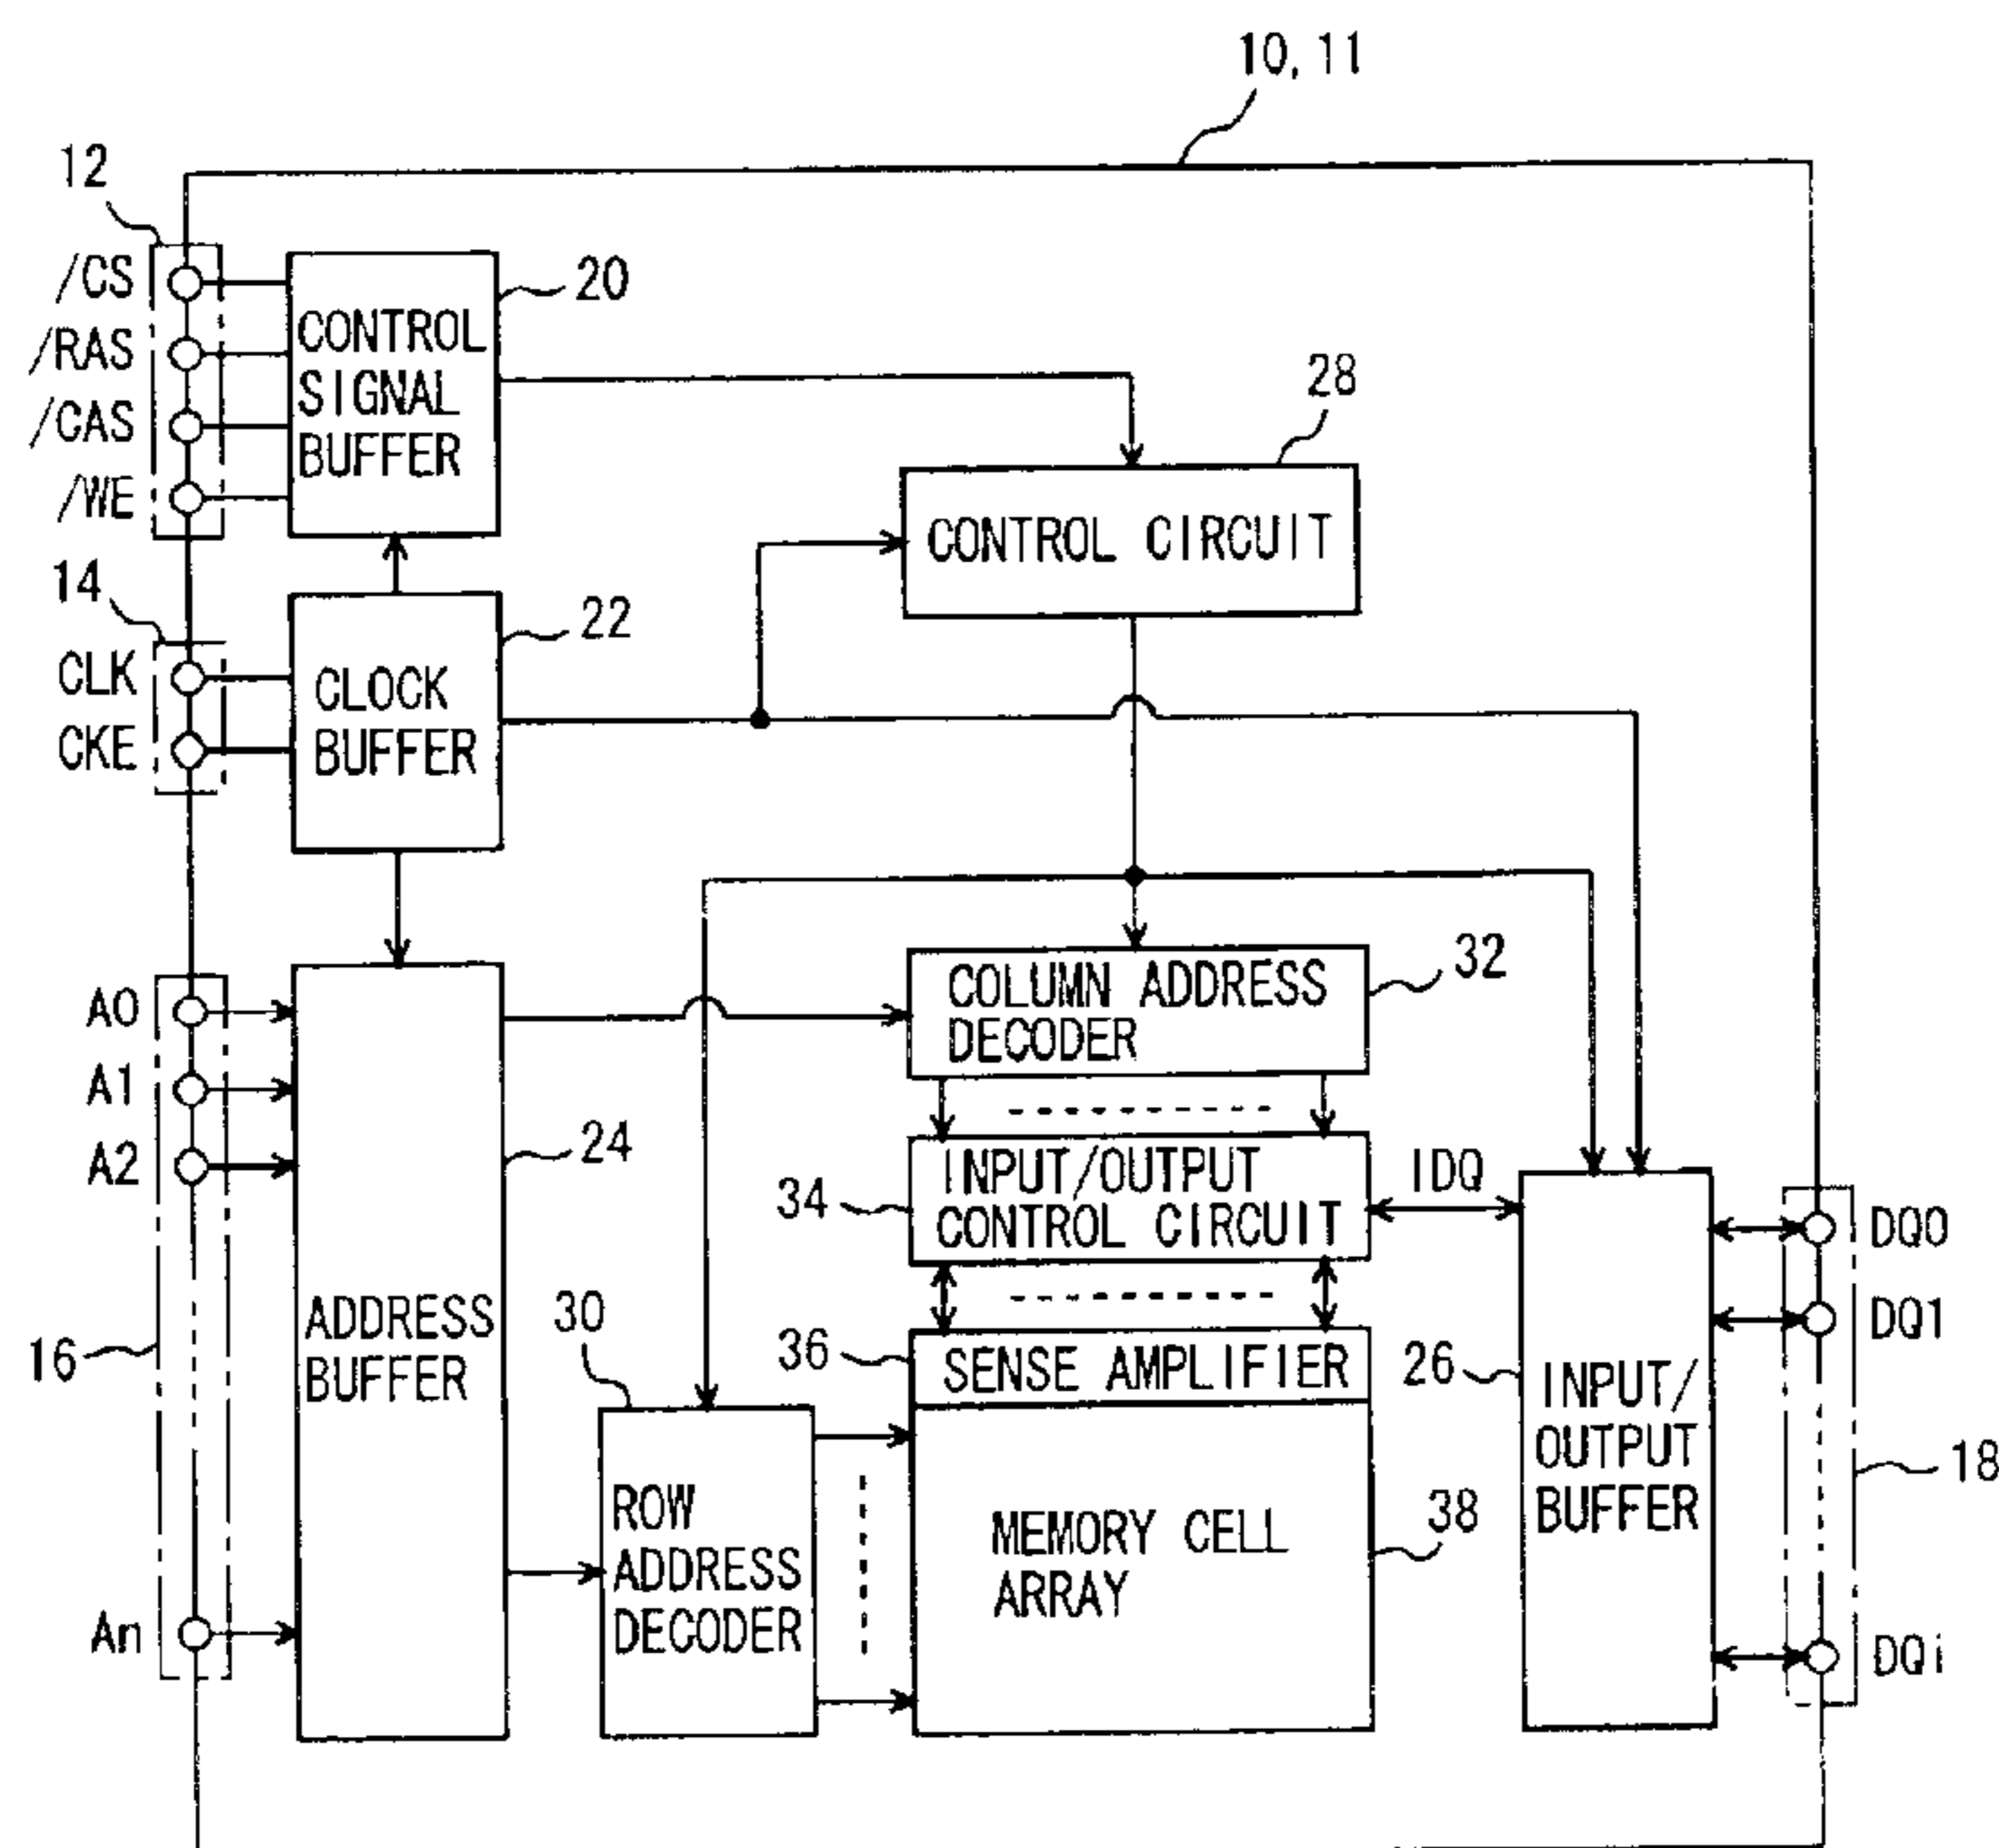 10, 11
12
/CS
/RAS
/CAS
/WE
CONTROL
SIGNAL
BUFFER
20
28
CONTROL CIRCUIT
14
CLK
CKE
CLOCK
BUFFER
22
A0
A1
A2
An
16
ADDRESS
BUFFER
24
COLUMN ADDRESS
DECODER
32
INPUT/OUTPUT
CONTROL CIRCUIT
34
IDQ
30
36
SENSE AMPLIFIER
ROW
ADDRESS
DECODER
MEMORY CELL
ARRAY
38
26
INPUT/
OUTPUT
BUFFER
DQ0
DQ1
DQi
18